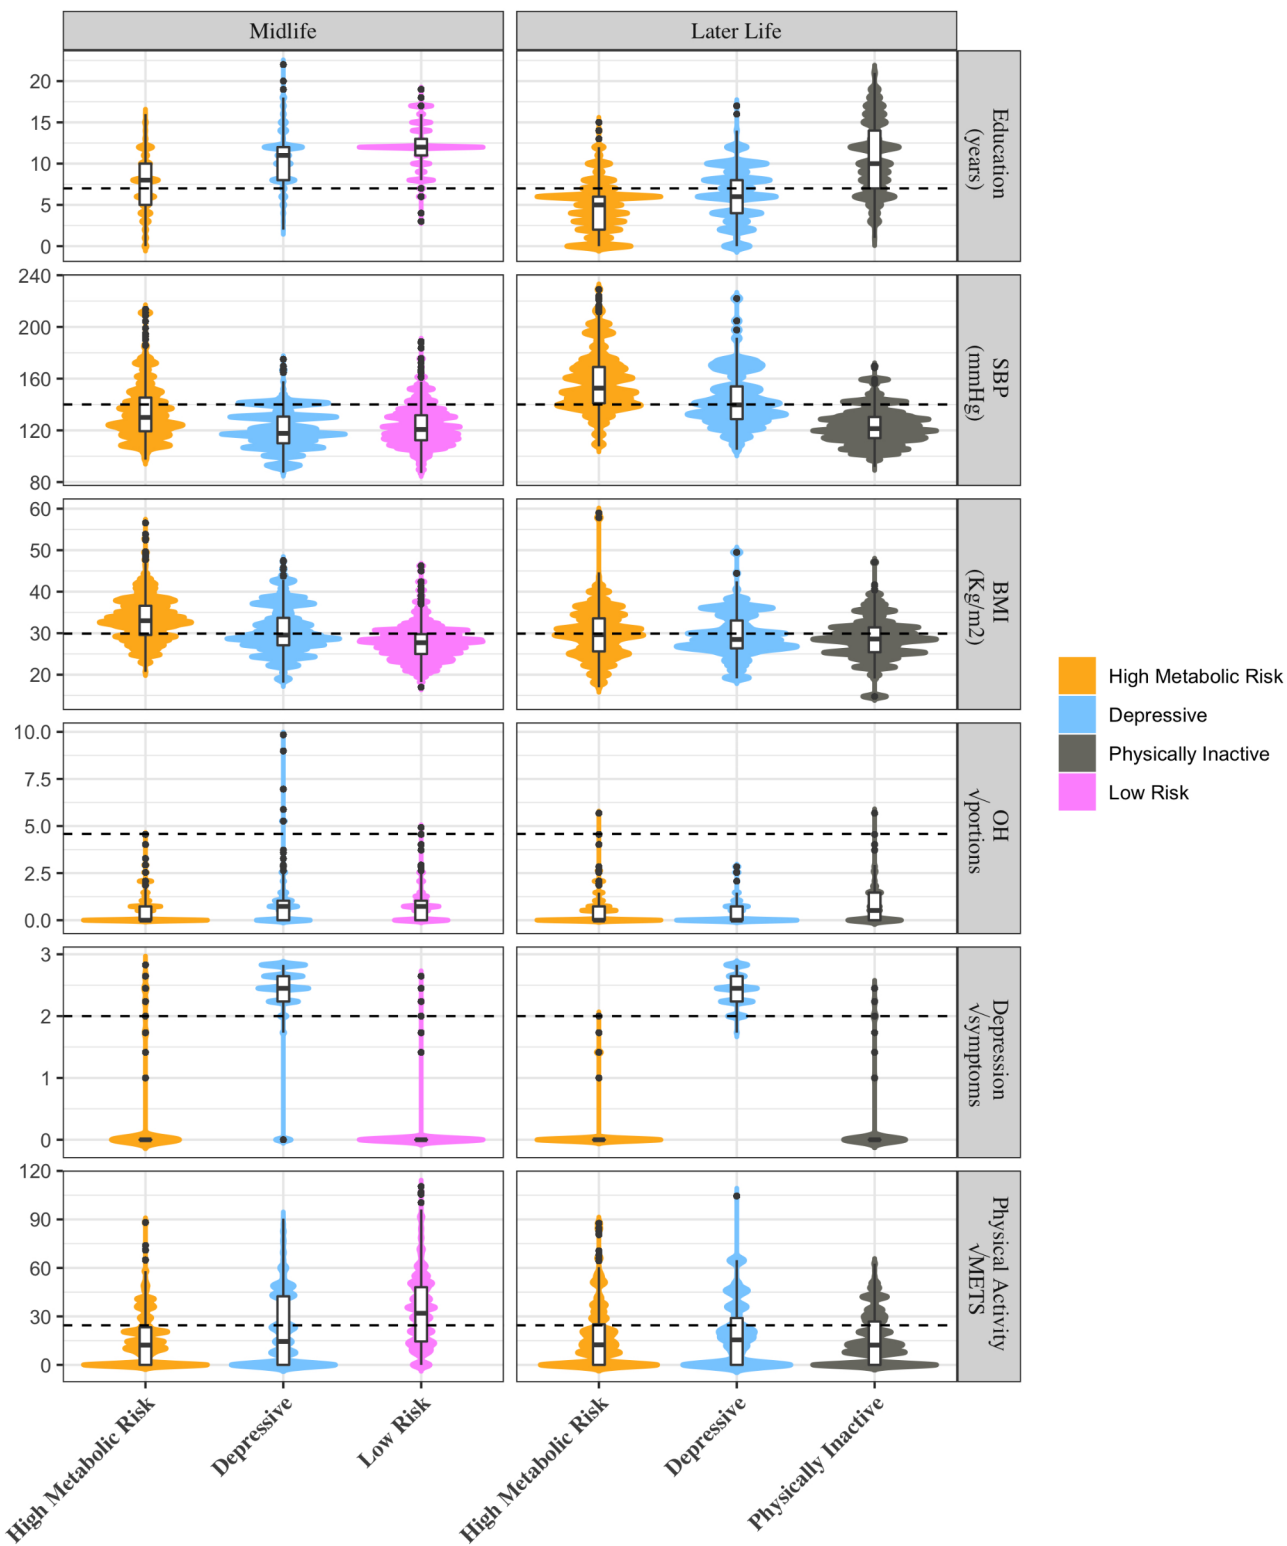 Midlife
Later Life
20
15
10
5
0
Education
(years)
240
200
160
120
80
SBP
(mmHg)
60
50
40
30
20
BMI
(Kg/m2)
10.0
7.5
5.0
2.5
0.0
OH
√portions
3
2
1
0
Depression
√symptoms
120
90
60
30
0
Physical Activity
√METS
High Metabolic Risk
Depressive
Low Risk
High Metabolic Risk
Depressive
Physically Inactive
High Metabolic Risk
Depressive
Physically Inactive
Low Risk